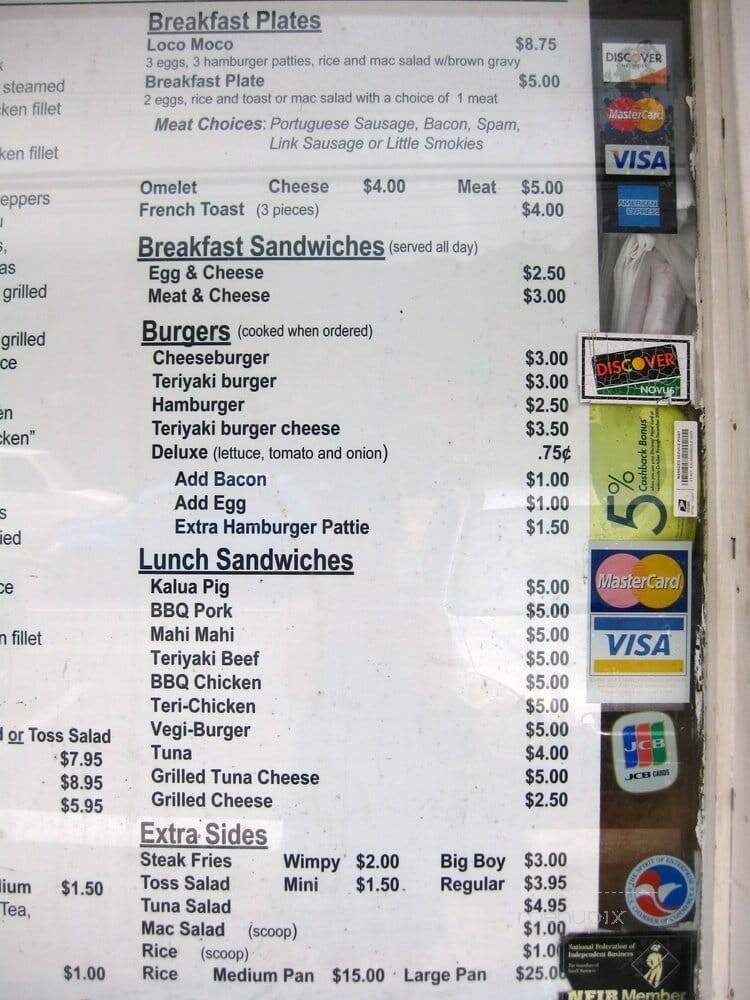 Breakfast Plates
Loco Moco $8.75
3 eggs, 3 hamburger patties, rice and mac salad w/brown gravy
Breakfast Plate $5.00
2 eggs, rice and toast or mac salad with a choice of 1 meat
Meat Choices: Portuguese Sausage, Bacon, Spam,
Link Sausage or Little Smokies
Omelet Cheese $4.00 Meat $5.00
French Toast (3 pieces) $4.00
Breakfast Sandwiches (served all day)
Egg & Cheese $2.50
Meat & Cheese $3.00
Burgers (cooked when ordered)
Cheeseburger $3.00
Teriyaki burger $3.00
Hamburger $2.50
Teriyaki burger cheese $3.50
Deluxe (lettuce, tomato and onion) .75¢
Add Bacon $1.00
Add Egg $1.00
Extra Hamburger Pattie $1.50
Lunch Sandwiches
Kalua Pig $5.00
BBQ Pork $5.00
Mahi Mahi $5.00
Teriyaki Beef $5.00
BBQ Chicken $5.00
Teri-Chicken $5.00
Vegi-Burger $5.00
Tuna $4.00
Grilled Tuna Cheese $5.00
Grilled Cheese $2.50
Extra Sides
Steak Fries Wimpy $2.00 Big Boy $3.00
Toss Salad Mini $1.50 Regular $3.95
Tuna Salad $4.95
Mac Salad (scoop) $1.00
Rice (scoop) $1.00
Rice Medium Pan $15.00 Large Pan $25.00
steamed
ken fillet
ken fillet
eppers
as
grilled
grilled
ce
en
ken"
s
ied
ce
n fillet
or Toss Salad
$7.95
$8.95
$5.95
ium $1.50
Tea,
$1.00
DISCOVER
MasterCard
VISA
AMERICAN
EXPRESS
DISCOVER
NOVUS
5%
Cashback Bonus
MasterCard
VISA
JCB
JCB CARDS
National Federation of
Independent Business
NFIB Member